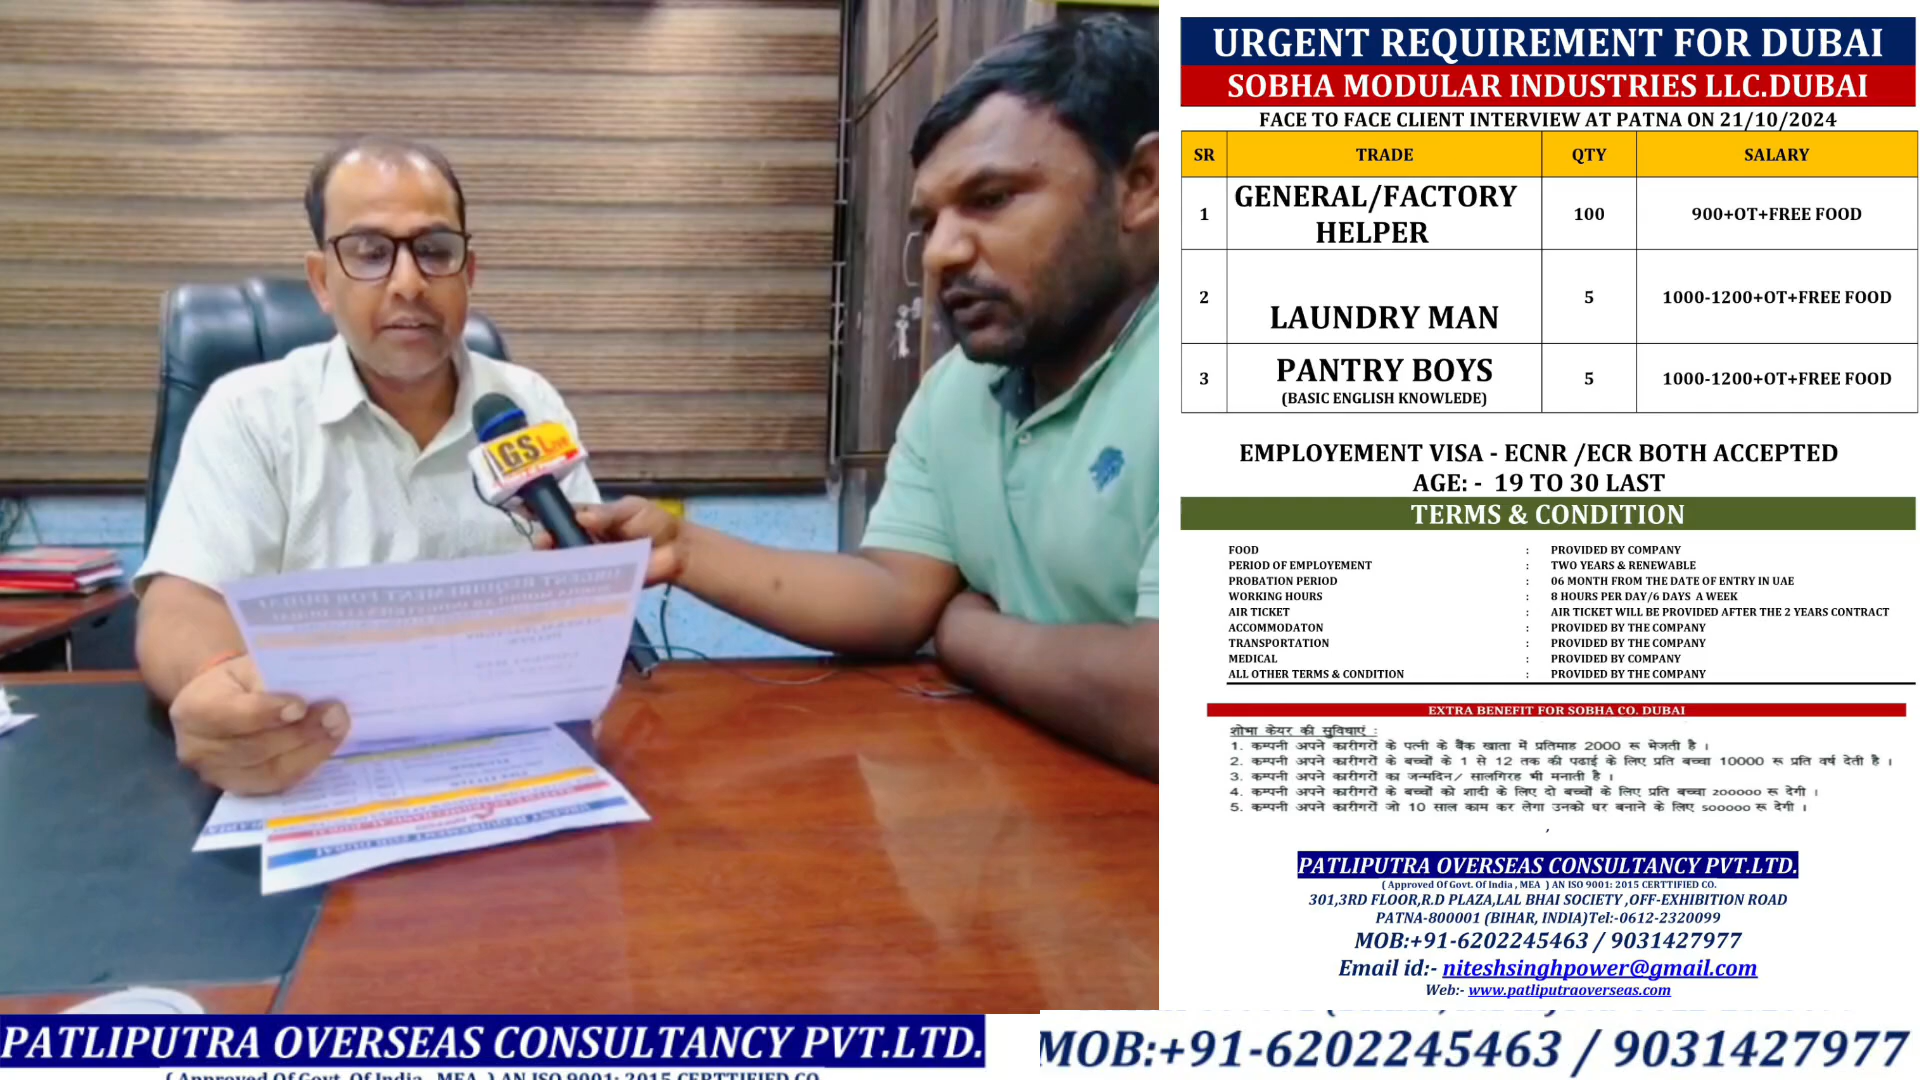 URGENT REQUIREMENT FOR DUBAI
SOBHA MODULAR INDUSTRIES LLC.DUBAI
FACE TO FACE CLIENT INTERVIEW AT PATNA ON 21/10/2024
SR TRADE QTY SALARY
1 GENERAL/FACTORY HELPER 100 900+OT+FREE FOOD
2 LAUNDRY MAN 5 1000-1200+OT+FREE FOOD
3 PANTRY BOYS (BASIC ENGLISH KNOWLEDE) 5 1000-1200+OT+FREE FOOD
EMPLOYEMENT VISA - ECNR /ECR BOTH ACCEPTED
AGE: - 19 TO 30 LAST
TERMS & CONDITION
FOOD : PROVIDED BY COMPANY
PERIOD OF EMPLOYEMENT : TWO YEARS & RENEWABLE
PROBATION PERIOD : 06 MONTH FROM THE DATE OF ENTRY IN UAE
WORKING HOURS : 8 HOURS PER DAY/6 DAYS A WEEK
AIR TICKET : AIR TICKET WILL BE PROVIDED AFTER THE 2 YEARS CONTRACT
ACCOMMODATON : PROVIDED BY THE COMPANY
TRANSPORTATION : PROVIDED BY THE COMPANY
MEDICAL : PROVIDED BY COMPANY
ALL OTHER TERMS & CONDITION : PROVIDED BY THE COMPANY
EXTRA BENEFIT FOR SOBHA CO. DUBAI
शोभा केयर की सुविधाएं :
1. कम्पनी अपने कारीगरों के पत्नी के बैंक खाता में प्रतिमाह 2000 रू भेजती है ।
2. कम्पनी अपने कारीगरों के बच्चों के 1 से 12 तक की पढाई के लिए प्रति बच्चा 10000 रू प्रति वर्ष देती है ।
3. कम्पनी अपने कारीगरों का जन्मदिन/ सालगिरह भी मनाती है ।
4. कम्पनी अपने कारीगरों के बच्चों को शादी के लिए दो बच्चों के लिए प्रति बच्चा 200000 रू देगी ।
5. कम्पनी अपने कारीगरों जो 10 साल काम कर लेगा उनको घर बनाने के लिए 500000 रू देगी ।
PATLIPUTRA OVERSEAS CONSULTANCY PVT.LTD.
( Approved Of Govt. Of India , MEA ) AN ISO 9001: 2015 CERTTIFIED CO.
301,3RD FLOOR,R.D PLAZA,LAL BHAI SOCIETY ,OFF-EXHIBITION ROAD
PATNA-800001 (BIHAR, INDIA)Tel:-0612-2320099
MOB:+91-6202245463 / 9031427977
Email id:- niteshsinghpower@gmail.com
Web:- www.patliputraoverseas.com
GS Live
PATLIPUTRA OVERSEAS CONSULTANCY PVT.LTD.
( Approved Of Govt. Of India , MEA ) AN ISO 9001: 2015 CERTTIFIED CO.
MOB:+91-6202245463 / 9031427977